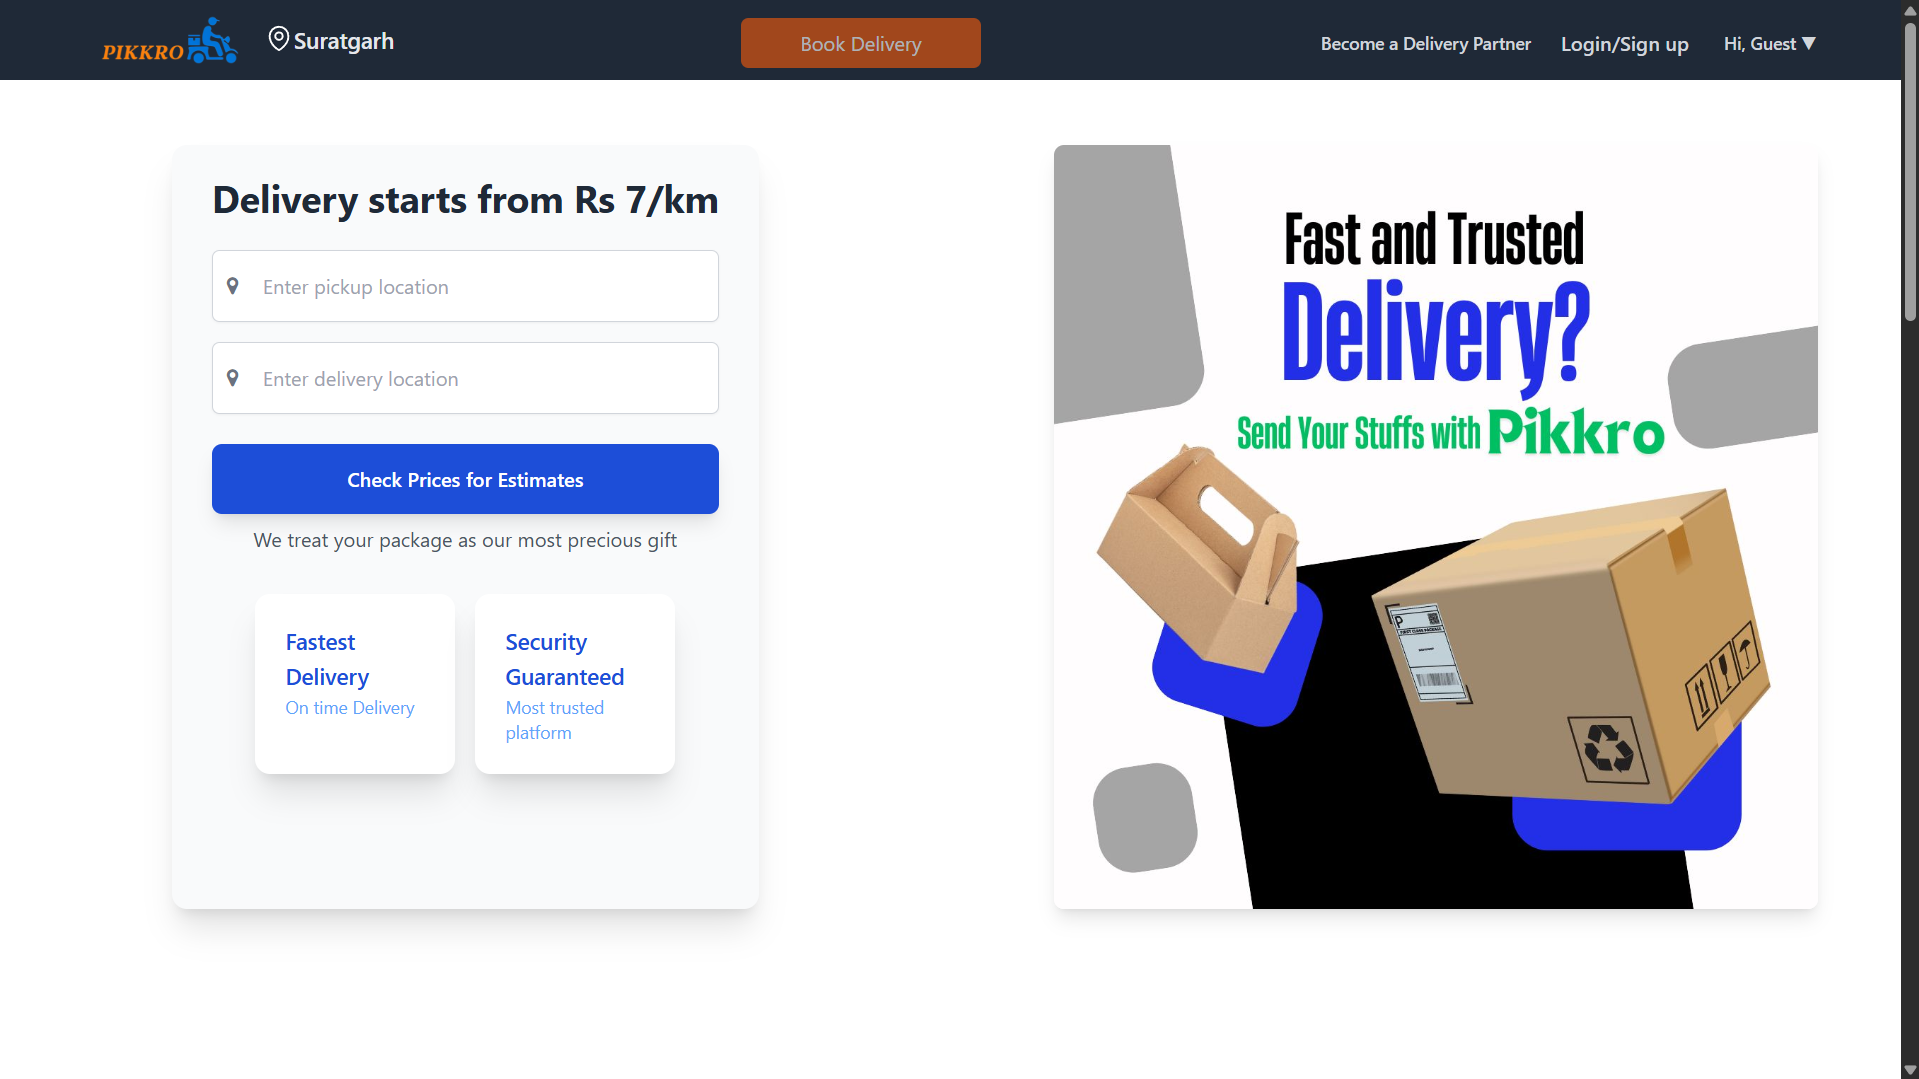 PIKKRO
Suratgarh
Book Delivery
Become a Delivery Partner
Login/Sign up
Hi, Guest ▼
Delivery starts from Rs 7/km
Enter pickup location
Enter delivery location
Check Prices for Estimates
We treat your package as our most precious gift
Fastest
Delivery
On time Delivery
Security
Guaranteed
Most trusted
platform
Fast and Trusted
Delivery?
Send Your Stuffs with Pikkro
P